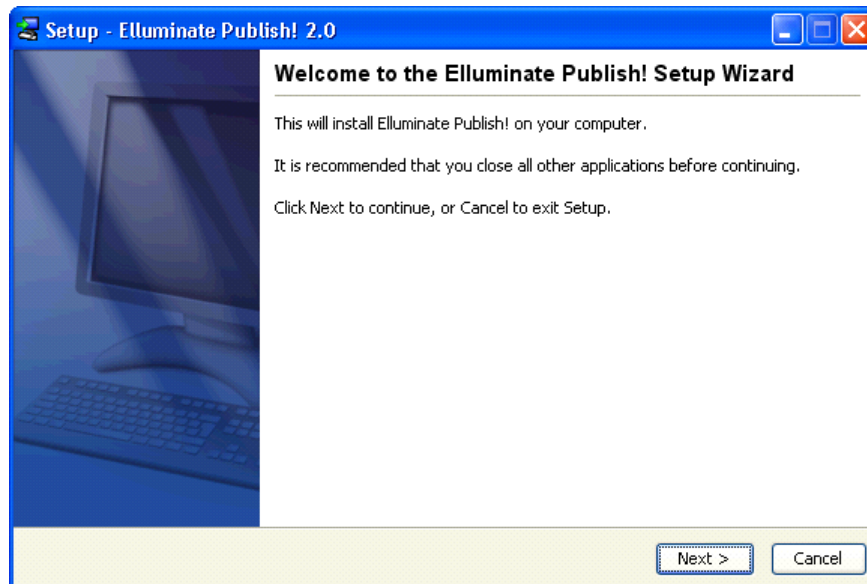 Setup - Elluminate Publish! 2.0
Welcome to the Elluminate Publish! Setup Wizard
This will install Elluminate Publish! on your computer.
It is recommended that you close all other applications before continuing.
Click Next to continue, or Cancel to exit Setup.
Next >
Cancel